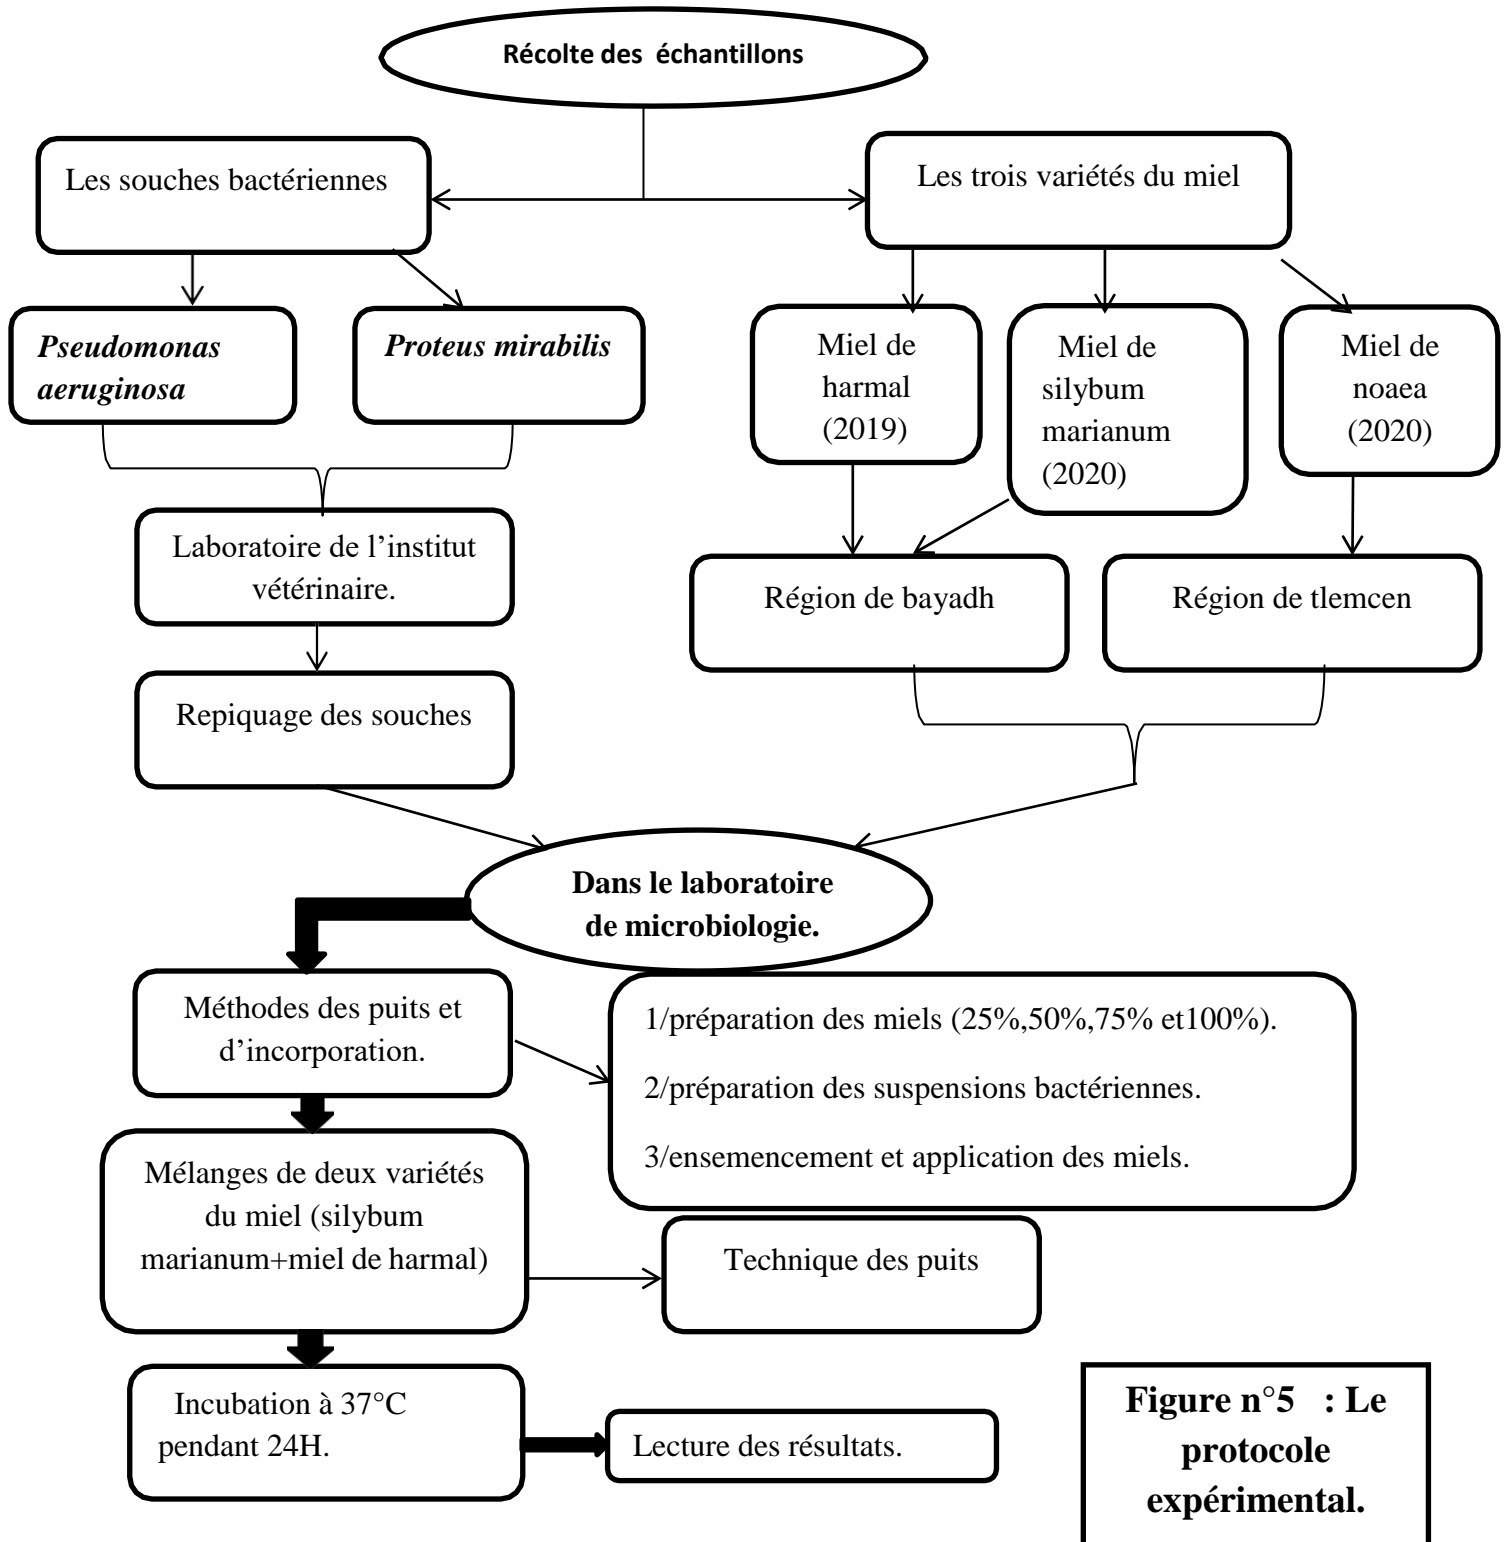 Récolte des échantillons
Les souches bactériennes
Les trois variétés du miel
Pseudomonas
aeruginosa
Proteus mirabilis
Miel de
harmal
(2019)
Miel de
silybum
marianum
(2020)
Miel de
noaea
(2020)
Laboratoire de l’institut
vétérinaire.
Région de bayadh
Région de tlemcen
Repiquage des souches
Dans le laboratoire
de microbiologie.
Méthodes des puits et
d’incorporation.
1/préparation des miels (25%,50%,75% et100%).
2/préparation des suspensions bactériennes.
3/ensemencement et application des miels.
Mélanges de deux variétés
du miel (silybum
marianum+miel de harmal)
Technique des puits
Incubation à 37°C
pendant 24H.
Lecture des résultats.
Figure n°5 : Le
protocole
expérimental.